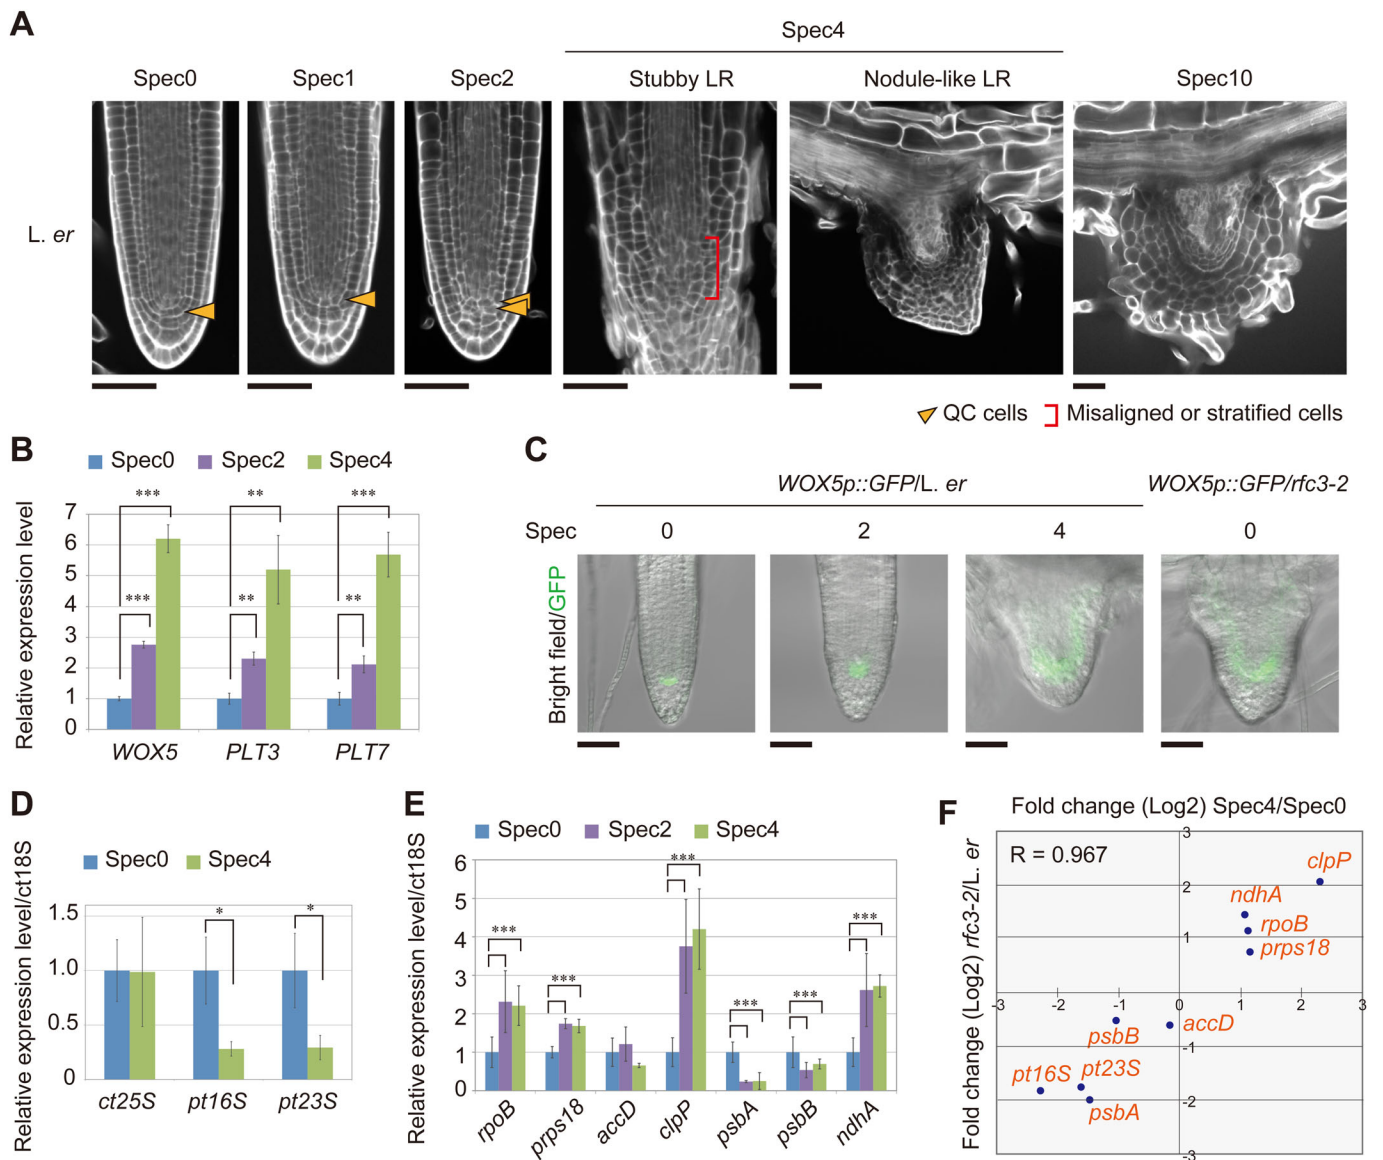 A
Spec4
Spec0 Spec1 Spec2 Stubby LR Nodule-like LR Spec10
L. er
QC cells Misaligned or stratified cells
B
Spec0 Spec2 Spec4
Relative expression level
7
6
5
4
3
2
1
0
*** ** ***
*** ** **
WOX5 PLT3 PLT7
C
WOX5p::GFP/L. er WOX5p::GFP/rfc3-2
Spec 0 2 4 0
Bright field/GFP
D
Spec0 Spec4
Relative expression level/ct18S
1.5
1.0
0.5
0
* *
ct25S pt16S pt23S
E
Spec0 Spec2 Spec4
Relative expression level/ct18S
6
5
4
3
2
1
0
*** *** *** *** *** ***
rpoB prps18 accD clpP psbA psbB ndhA
F
Fold change (Log2) Spec4/Spec0
Fold change (Log2) rfc3-2/L. er
R = 0.967
3
2
1
-3 -2 -1 0 1 2 3
-1
-2
-3
clpP
ndhA
rpoB
prps18
accD
psbB
pt16S pt23S
psbA